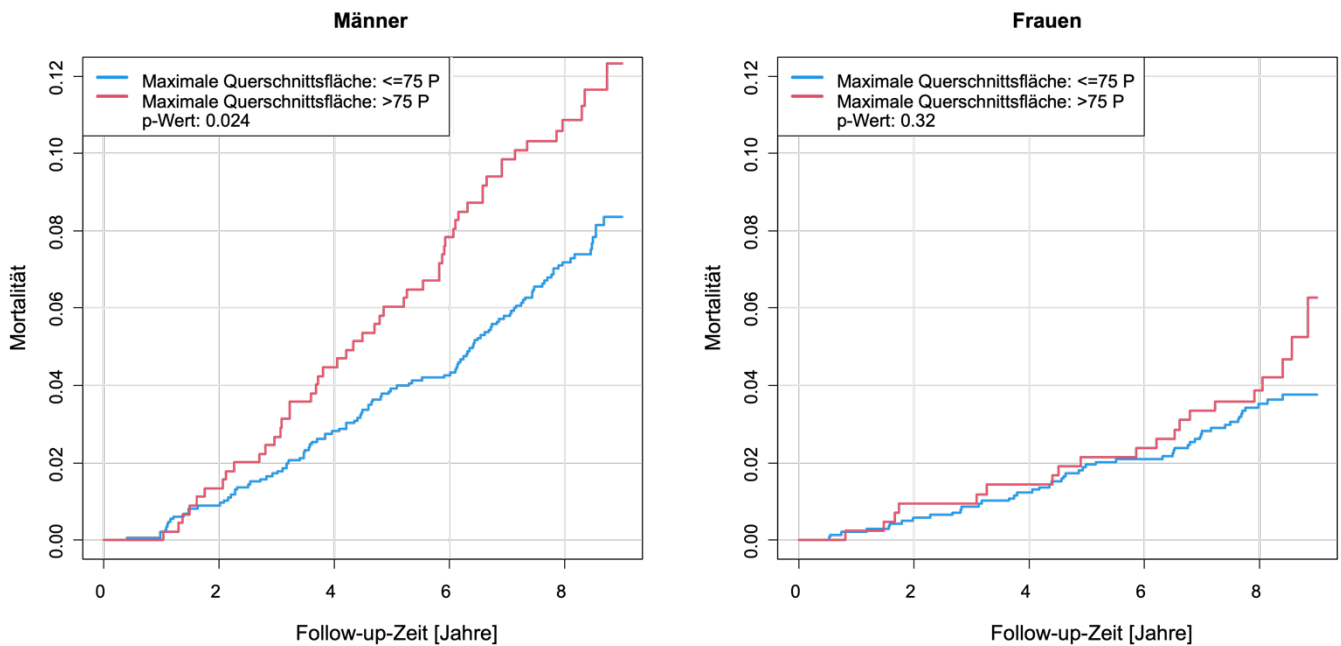 Männer
Maximale Querschnittsfläche: <=75 P
Maximale Querschnittsfläche: >75 P
p-Wert: 0.024
0.12
0.10
0.08
0.06
0.04
0.02
0.00
Mortalität
0 2 4 6 8
Follow-up-Zeit [Jahre]
Frauen
Maximale Querschnittsfläche: <=75 P
Maximale Querschnittsfläche: >75 P
p-Wert: 0.32
0.12
0.10
0.08
0.06
0.04
0.02
0.00
Mortalität
0 2 4 6 8
Follow-up-Zeit [Jahre]